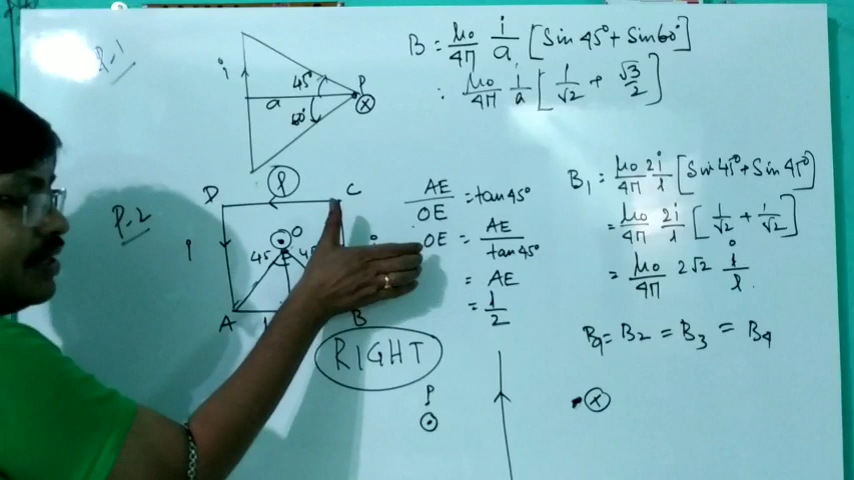 P-1
i
45°
60°
a
P
(X)
B = μ₀/4π i/a [Sin 45° + Sin 60°]
: μ₀/4π i/a [1/√2 + √3/2]
P-2
D
C
i
O
45
A
B
AE/OE = tan 45°
OE = AE/tan 45°
= AE
= l/2
B₁ = μ₀/4π 2i/l [Sin 45° + Sin 45°]
= μ₀/4π 2i/l [1/√2 + 1/√2]
= μ₀/4π 2√2 i/l
B₁ = B₂ = B₃ = B₄
RIGHT
P
(X)